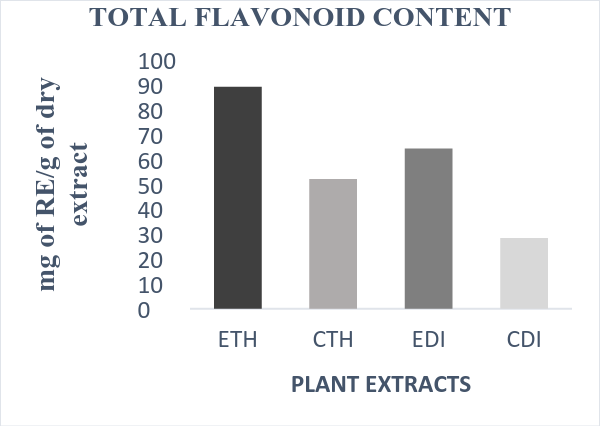 TOTAL FLAVONOID CONTENT
mg of RE/g of dry
extract
100
90
80
70
60
50
40
30
20
10
0
ETH CTH EDI CDI
PLANT EXTRACTS